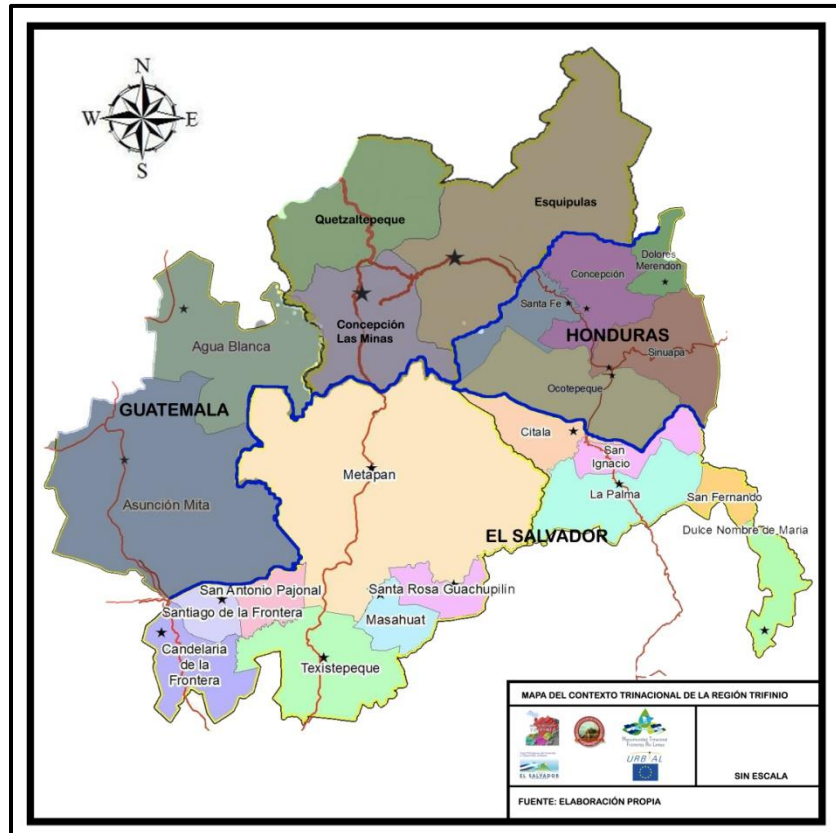 N
W
E
S
Esquipulas
Quetzaltepeque
Dolores
Merendon
Concepción
Santa Fe
Concepción
Las Minas
HONDURAS
Sinuapa
Agua Blanca
Ocotepeque
GUATEMALA
Citala
San
Ignacio
Metapan
La Palma
San Fernando
Asunción Mita
EL SALVADOR
Dulce Nombre de Maria
San Antonio Pajonal
Santa Rosa Guachupilín
Santiago de la Frontera
Masahuat
Candelaria
de la
Frontera
Texistepeque
MAPA DEL CONTEXTO TRINACIONAL DE LA REGIÓN TRIFINIO
URB AL
EL SALVADOR
SIN ESCALA
FUENTE: ELABORACIÓN PROPIA